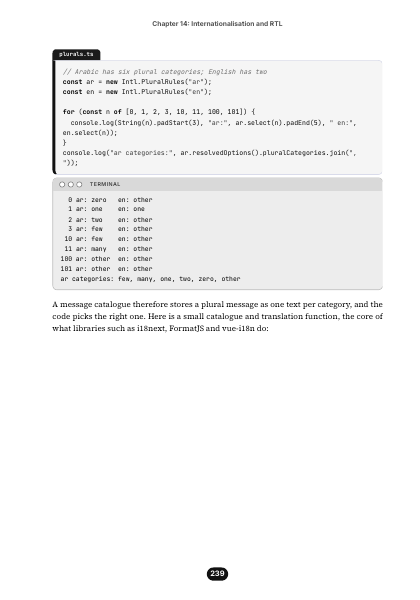 Chapter 14: Internationalisation and RTL
plurals.ts
// Arabic has six plural categories; English has two
const ar = new Intl.PluralRules("ar");
const en = new Intl.PluralRules("en");
for (const n of [0, 1, 2, 3, 10, 11, 100, 101]) {
  console.log(String(n).padStart(3), "ar:", ar.select(n).padEnd(5), " en:",
en.select(n));
}
console.log("ar categories:", ar.resolvedOptions().pluralCategories.join(",
"));
TERMINAL
  0 ar: zero   en: other
  1 ar: one    en: one
  2 ar: two    en: other
  3 ar: few    en: other
 10 ar: few    en: other
 11 ar: many   en: other
100 ar: other  en: other
101 ar: other  en: other
ar categories: few, many, one, two, zero, other
A message catalogue therefore stores a plural message as one text per category, and the
code picks the right one. Here is a small catalogue and translation function, the core of
what libraries such as i18next, FormatJS and vue-i18n do:
239